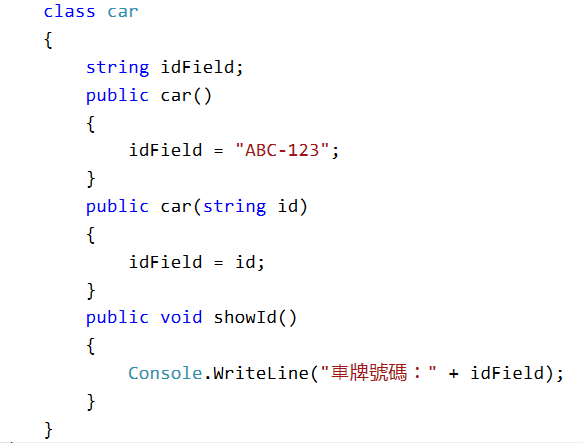 class car
{
string idField;
public car()
{
idField = "ABC-123";
}
public car(string id)
{
idField = id;
}
public void showId()
{
Console.WriteLine("車牌號碼：" + idField);
}
}